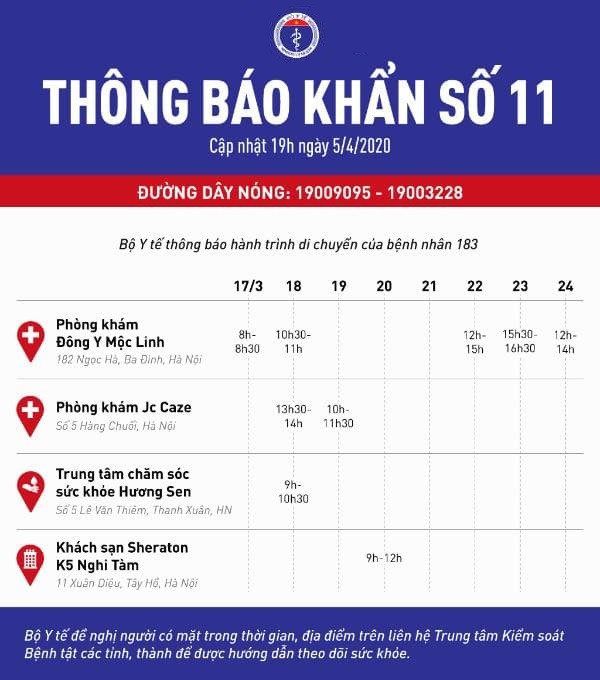 THÔNG BÁO KHẨN SỐ 11
Cập nhật 19h ngày 5/4/2020
ĐƯỜNG DÂY NÓNG: 19009095 - 19003228
Bộ Y tế thông báo hành trình di chuyển của bệnh nhân 183
17/3 18 19 20 21 22 23 24
Phòng khám
Đông Y Mộc Linh
182 Ngọc Hà, Ba Đình, Hà Nội
8h- 10h30- 12h- 15h30- 12h-
8h30 11h 15h 16h30 14h
Phòng khám Jc Caze
Số 5 Hàng Chuối, Hà Nội
13h30- 10h-
14h 11h30
Trung tâm chăm sóc
sức khỏe Hương Sen
Số 5 Lê Văn Thiêm, Thanh Xuân, HN
9h-
10h30
Khách sạn Sheraton
K5 Nghi Tàm
11 Xuân Diệu, Tây Hồ, Hà Nội
9h-12h
Bộ Y tế đề nghị người có mặt trong thời gian, địa điểm trên liên hệ Trung tâm Kiểm soát
Bệnh tật các tỉnh, thành để được hướng dẫn theo dõi sức khỏe.